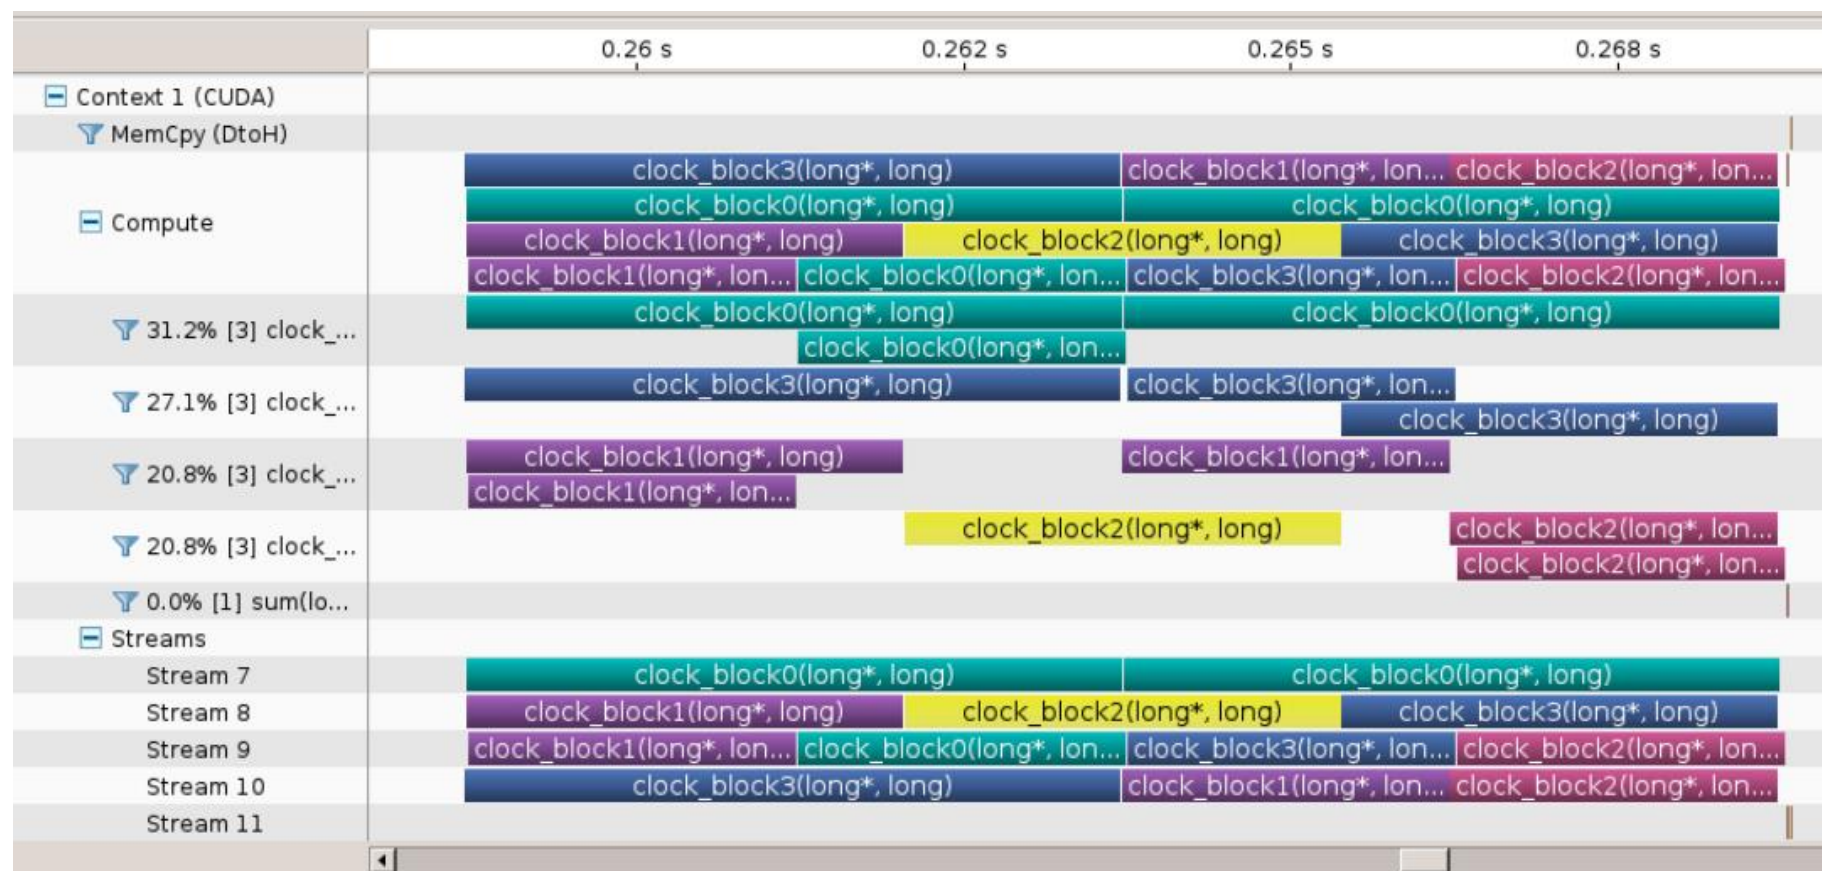 0.26 s 0.262 s 0.265 s 0.268 s
Context 1 (CUDA)
MemCpy (DtoH)
clock_block3(long*, long) clock_block1(long*, lon... clock_block2(long*, lon...
clock_block0(long*, long) clock_block0(long*, long)
Compute
clock_block1(long*, long) clock_block2(long*, long) clock_block3(long*, long)
clock_block1(long*, lon... clock_block0(long*, lon... clock_block3(long*, lon... clock_block2(long*, lon...
clock_block0(long*, long) clock_block0(long*, long)
31.2% [3] clock_...
clock_block0(long*, lon...
clock_block3(long*, long) clock_block3(long*, lon...
27.1% [3] clock_...
clock_block3(long*, long)
clock_block1(long*, long) clock_block1(long*, lon...
20.8% [3] clock_...
clock_block1(long*, lon...
clock_block2(long*, long) clock_block2(long*, lon...
20.8% [3] clock_...
clock_block2(long*, lon...
0.0% [1] sum(lo...
Streams
Stream 7 clock_block0(long*, long) clock_block0(long*, long)
Stream 8 clock_block1(long*, long) clock_block2(long*, long) clock_block3(long*, long)
Stream 9 clock_block1(long*, lon... clock_block0(long*, lon... clock_block3(long*, lon... clock_block2(long*, lon...
Stream 10 clock_block3(long*, long) clock_block1(long*, lon... clock_block2(long*, lon...
Stream 11